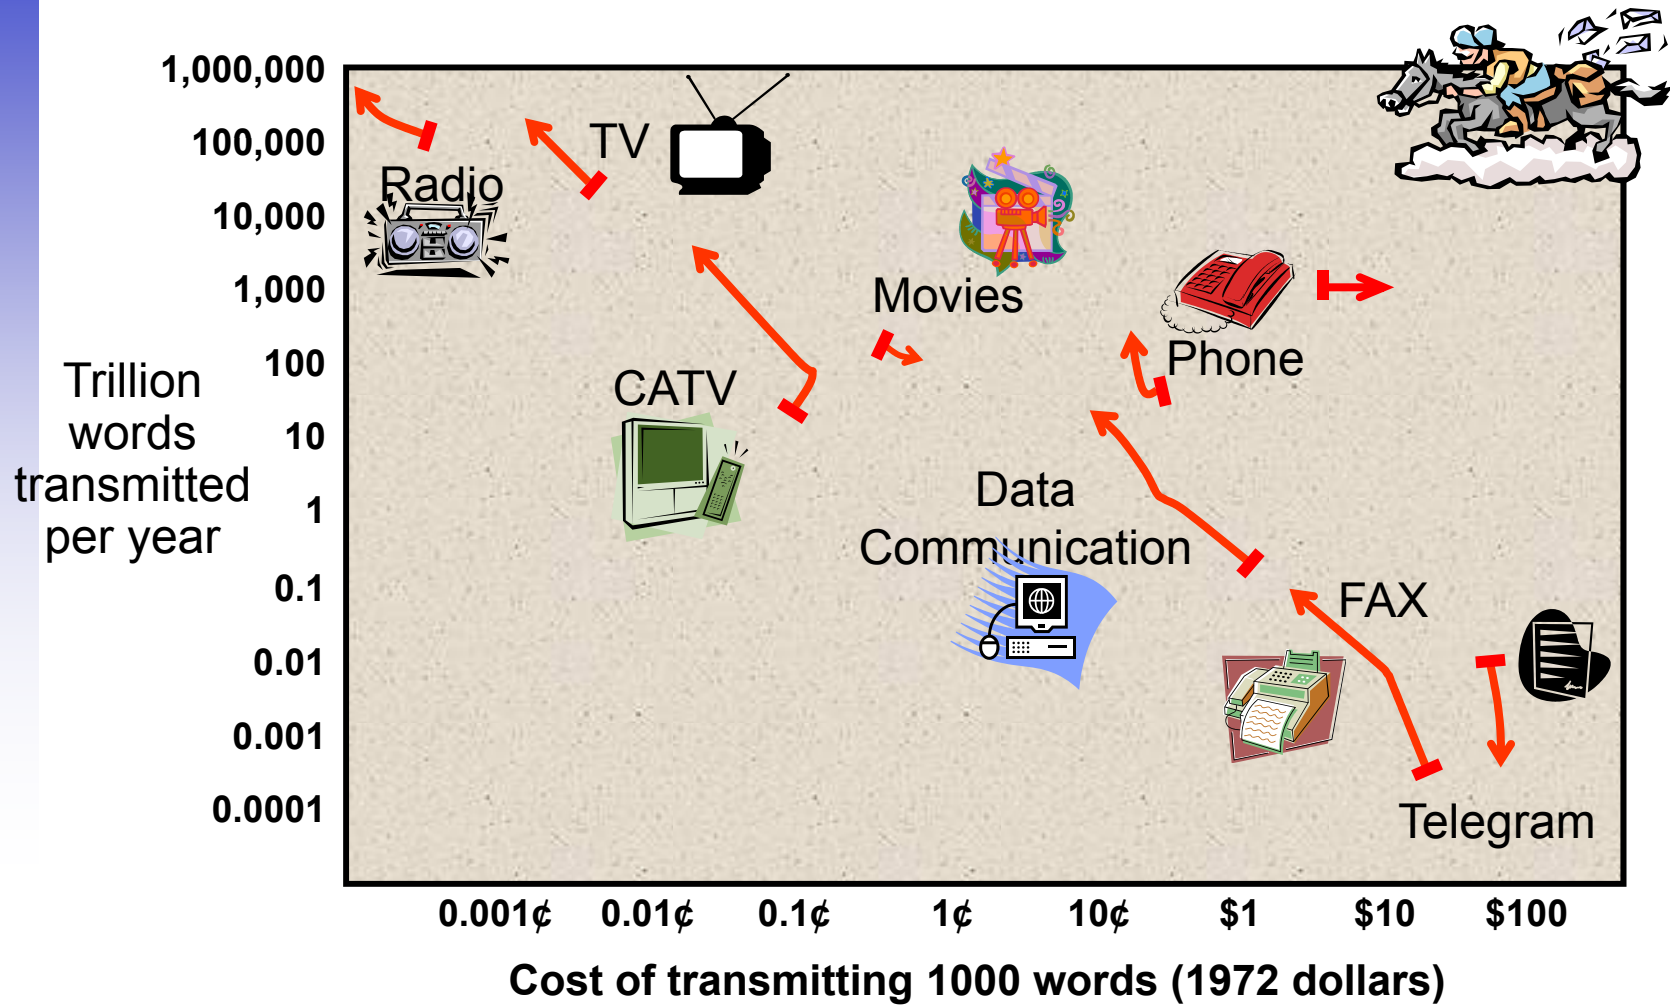 1,000,000
100,000
10,000
1,000
100
10
1
0.1
0.01
0.001
0.0001
Trillion
words
transmitted
per year
Radio
TV
CATV
Movies
Phone
Data
Communication
FAX
Telegram
0.001¢ 0.01¢ 0.1¢ 1¢ 10¢ $1 $10 $100
Cost of transmitting 1000 words (1972 dollars)